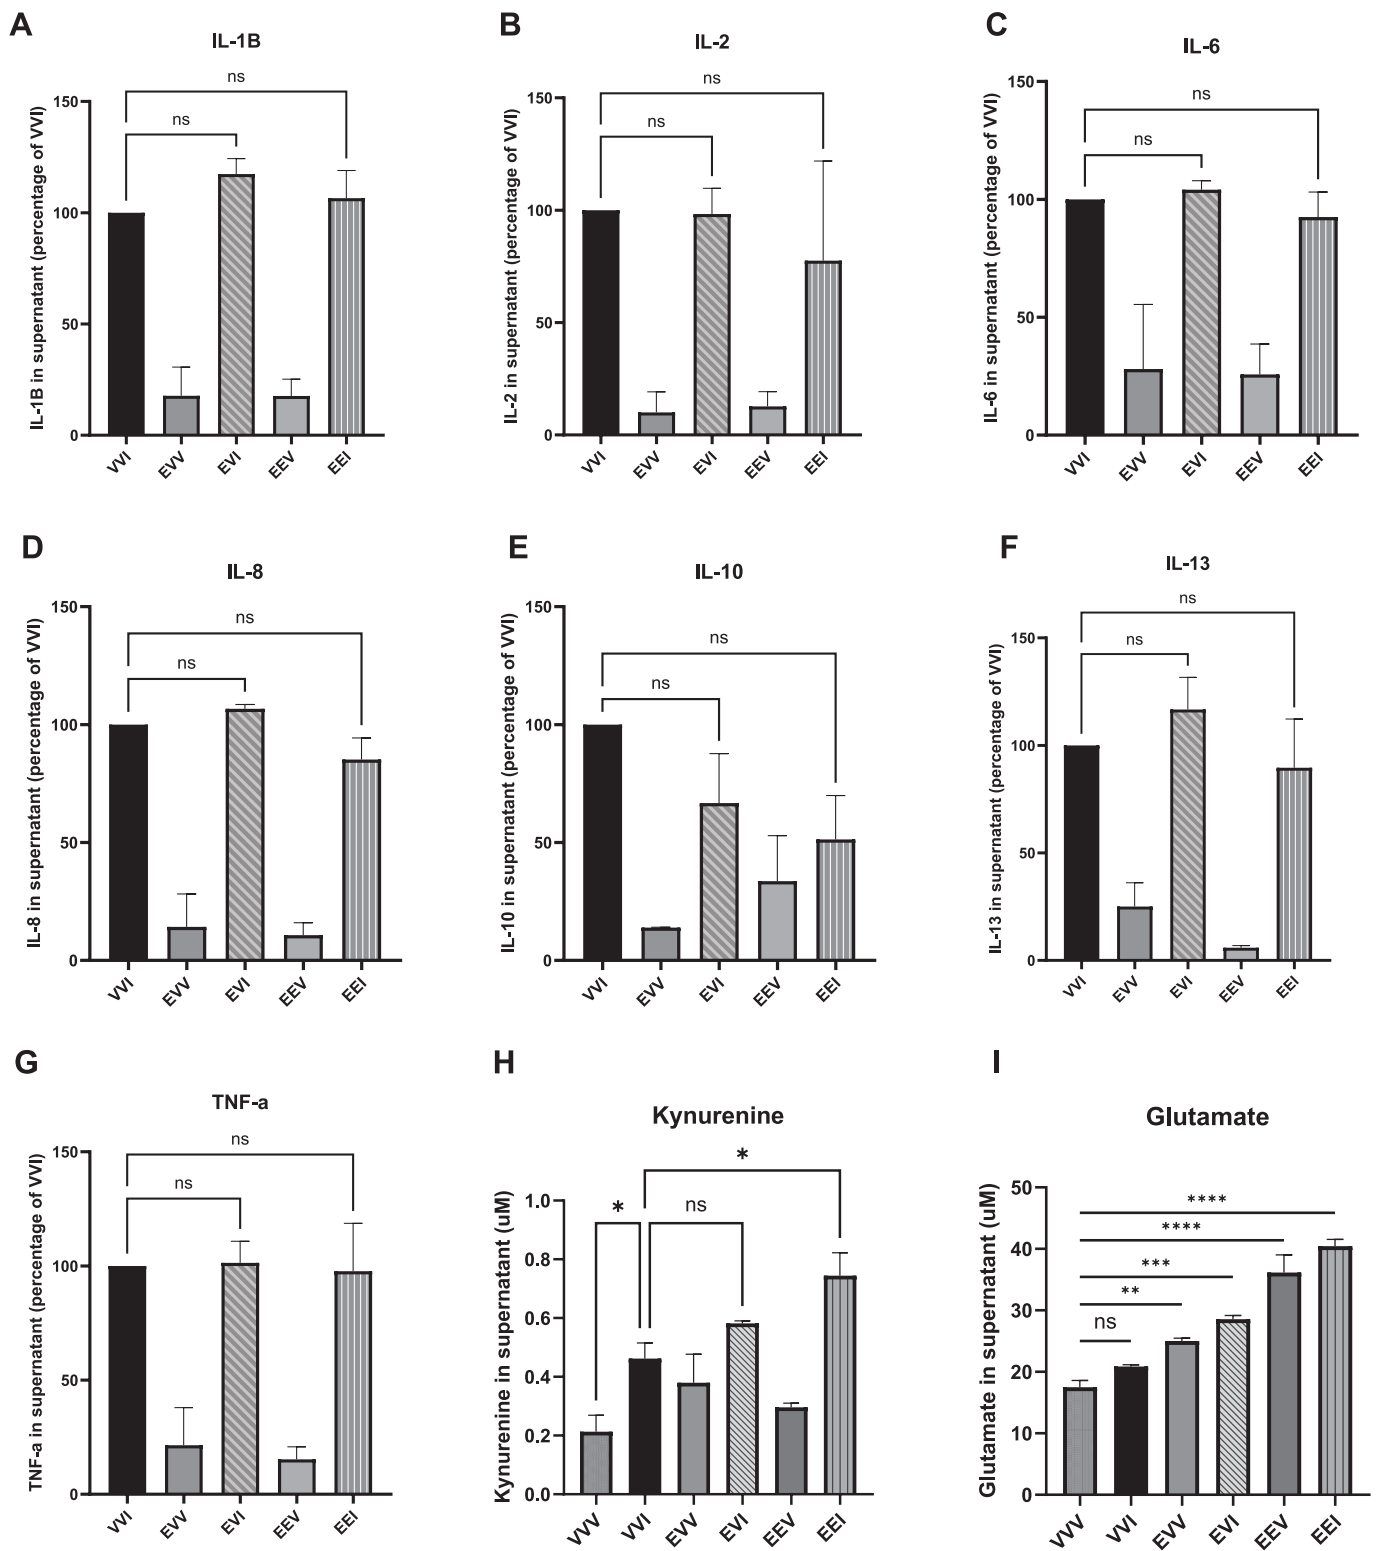 A
IL-1B
IL-1B in supernatant (percentage of VVI)
150
100
50
0
ns
ns
VVI
EVV
EVI
EEV
EEI
B
IL-2
IL-2 in supernatant (percentage of VVI)
150
100
50
0
ns
ns
VVI
EVV
EVI
EEV
EEI
C
IL-6
IL-6 in supernatant (percentage of VVI)
150
100
50
0
ns
ns
VVI
EVV
EVI
EEV
EEI
D
IL-8
IL-8 in supernatant (percentage of VVI)
150
100
50
0
ns
ns
VVI
EVV
EVI
EEV
EEI
E
IL-10
IL-10 in supernatant (percentage of VVI)
150
100
50
0
ns
ns
VVI
EVV
EVI
EEV
EEI
F
IL-13
IL-13 in supernatant (percentage of VVI)
150
100
50
0
ns
ns
VVI
EVV
EVI
EEV
EEI
G
TNF-a
TNF-a in supernatant (percentage of VVI)
150
100
50
0
ns
ns
VVI
EVV
EVI
EEV
EEI
H
Kynurenine
Kynurenine in supernatant (uM)
1.0
0.8
0.6
0.4
0.2
0.0
*
*
ns
VVV
VVI
EVV
EVI
EEV
EEI
I
Glutamate
Glutamate in supernatant (uM)
50
40
30
20
10
0
****
****
***
**
ns
VVV
VVI
EVV
EVI
EEV
EEI